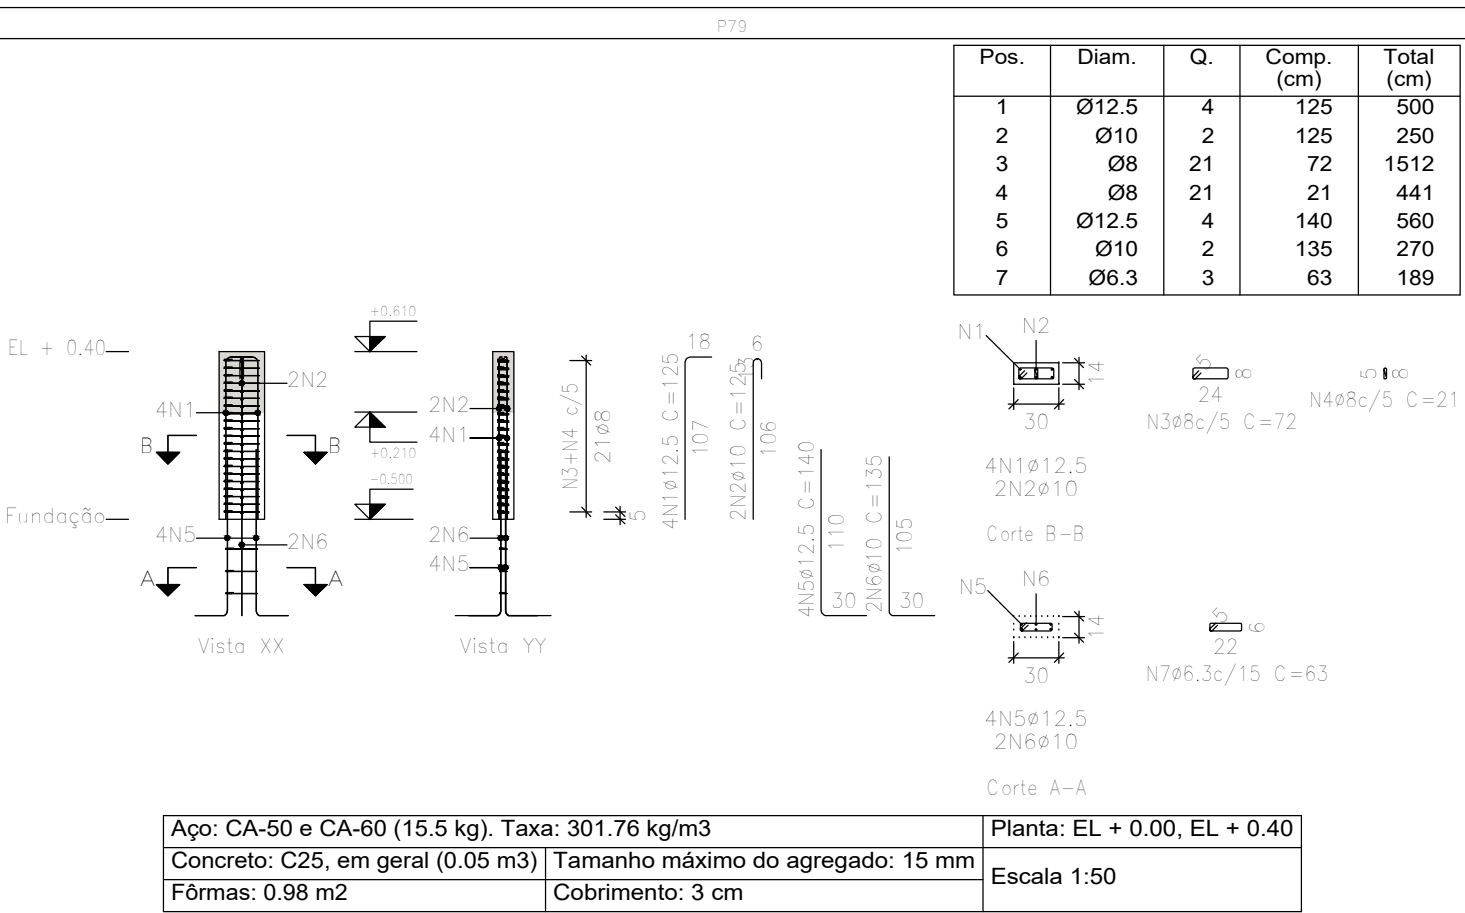 P79
Pos. Diam. Q. Comp. (cm) Total (cm)
1 Ø12.5 4 125 500
2 Ø10 2 125 250
3 Ø8 21 72 1512
4 Ø8 21 21 441
5 Ø12.5 4 140 560
6 Ø10 2 135 270
7 Ø6.3 3 63 189
EL + 0.40
Fundação
2N2
4N1
B B
4N5
2N6
A A
Vista XX
+0.610
+0.210
-0.500
2N2
4N1
2N6
4N5
Vista YY
N3+N4 c/5
21ø8
5
4N1ø12.5 C=125
107
18
2N2ø10 C=125
106
6
13
4N5ø12.5 C=140
110
30
2N6ø10 C=135
105
30
N1 N2
14
30
4N1ø12.5
2N2ø10
Corte B-B
5
8
24
N3ø8c/5 C=72
5 8
N4ø8c/5 C=21
N5 N6
14
30
4N5ø12.5
2N6ø10
Corte A-A
5
6
22
N7ø6.3c/15 C=63
Aço: CA-50 e CA-60 (15.5 kg). Taxa: 301.76 kg/m3
Planta: EL + 0.00, EL + 0.40
Concreto: C25, em geral (0.05 m3)
Tamanho máximo do agregado: 15 mm
Escala 1:50
Fôrmas: 0.98 m2
Cobrimento: 3 cm